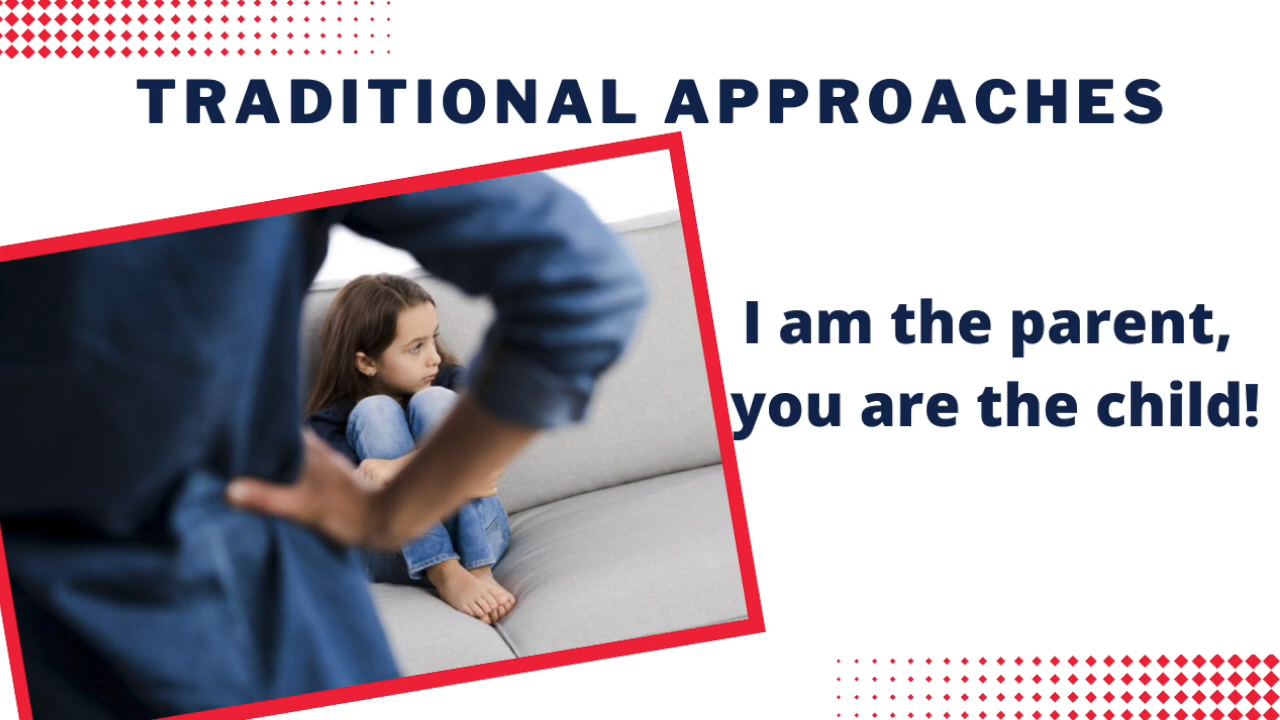 TRADITIONAL APPROACHES
I am the parent,
you are the child!